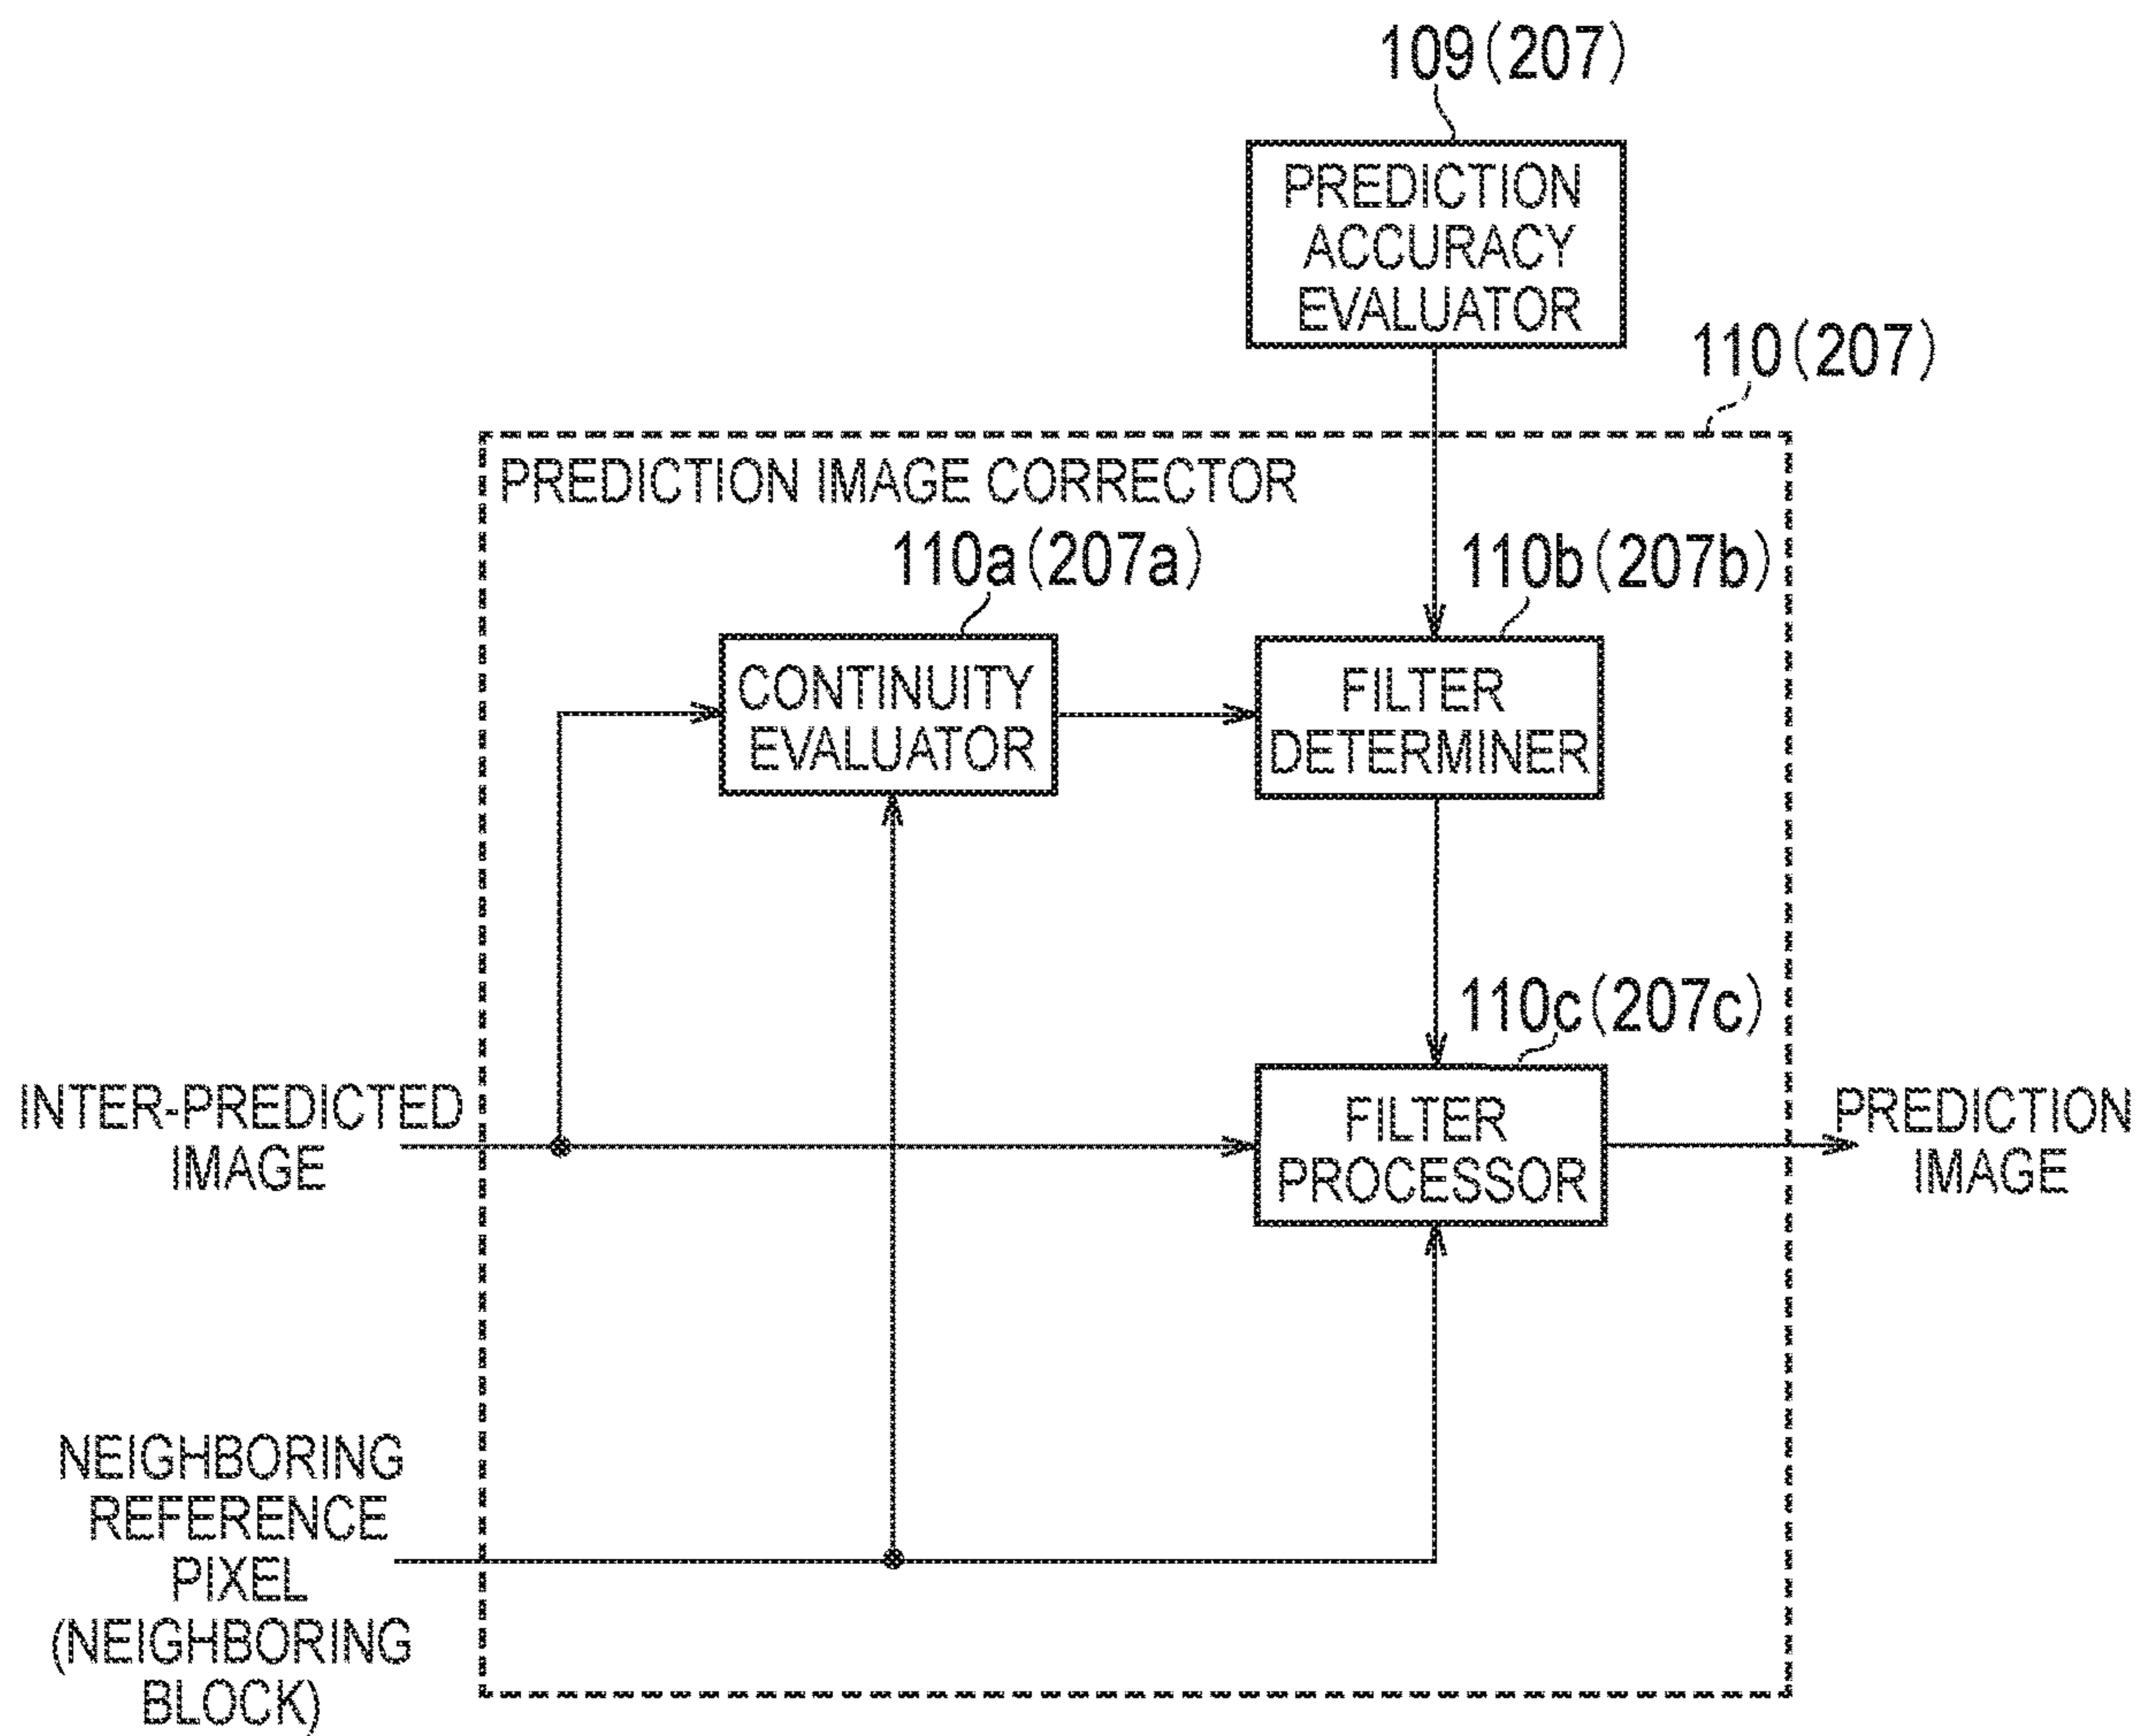 109(207)
PREDICTION
ACCURACY
EVALUATOR
110(207)
PREDICTION IMAGE CORRECTOR
110a(207a)
110b(207b)
CONTINUITY
EVALUATOR
FILTER
DETERMINER
110c(207c)
INTER-PREDICTED
IMAGE
FILTER
PROCESSOR
PREDICTION
IMAGE
NEIGHBORING
REFERENCE
PIXEL
(NEIGHBORING
BLOCK)